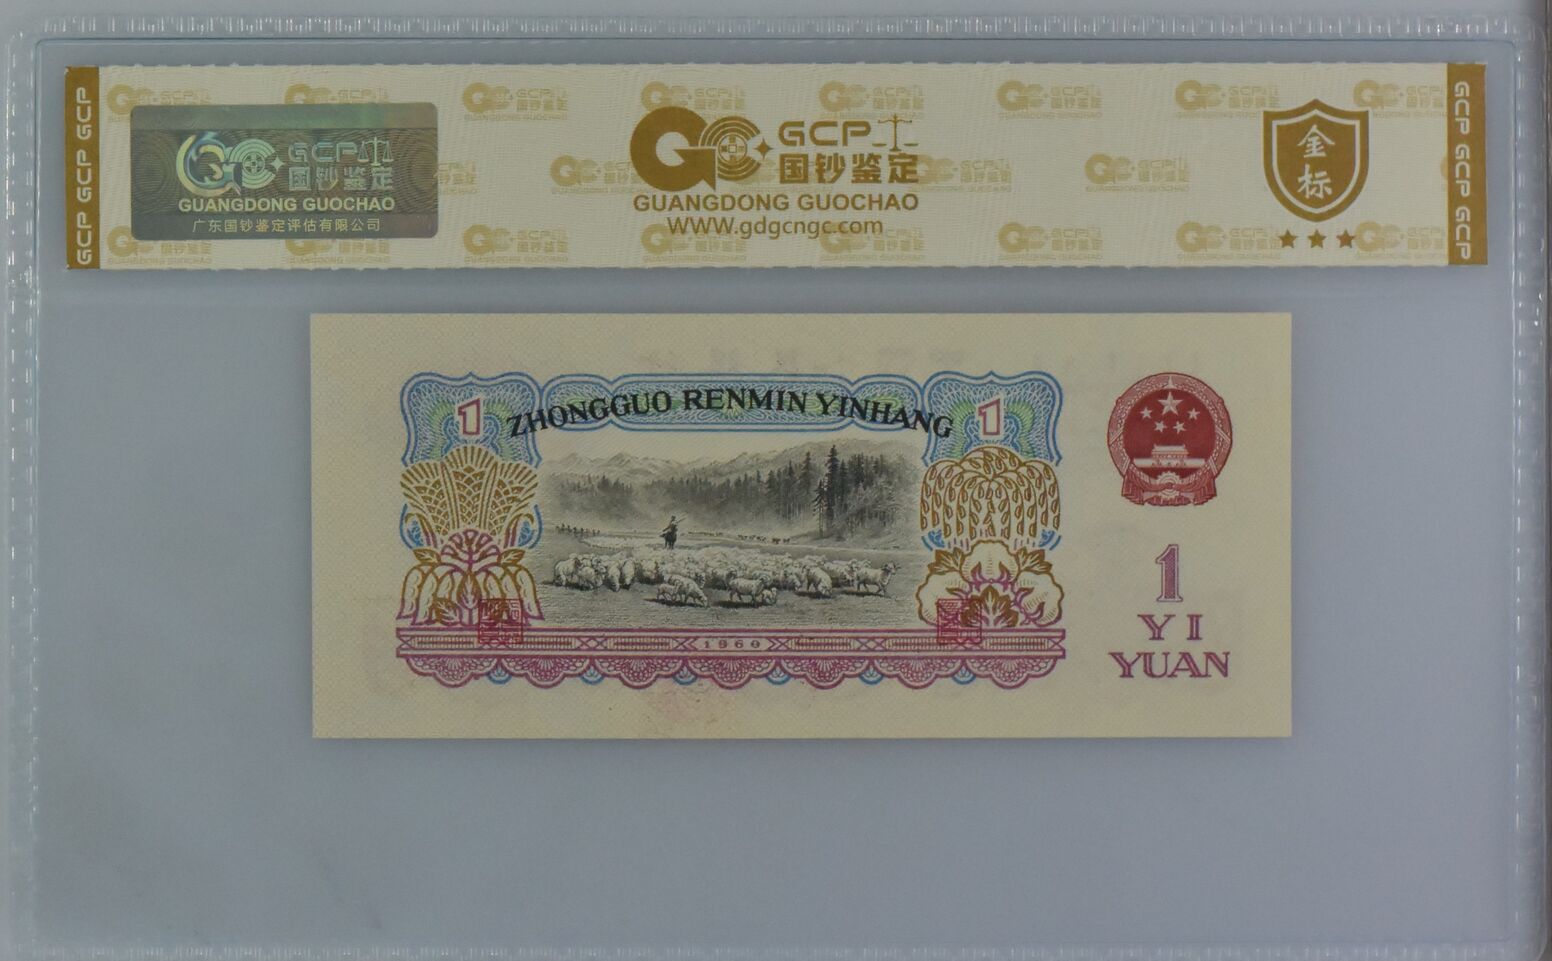 GCP GCP GCP
GCP
国钞鉴定
GUANGDONG GUOCHAO
广东国钞鉴定评估有限公司
GCP
国钞鉴定
GUANGDONG GUOCHAO
WWW.gdgcngc.com
金标
GCP GCP GCP
1
ZHONGGUO RENMIN YINHANG
1
1960
1
YI
YUAN